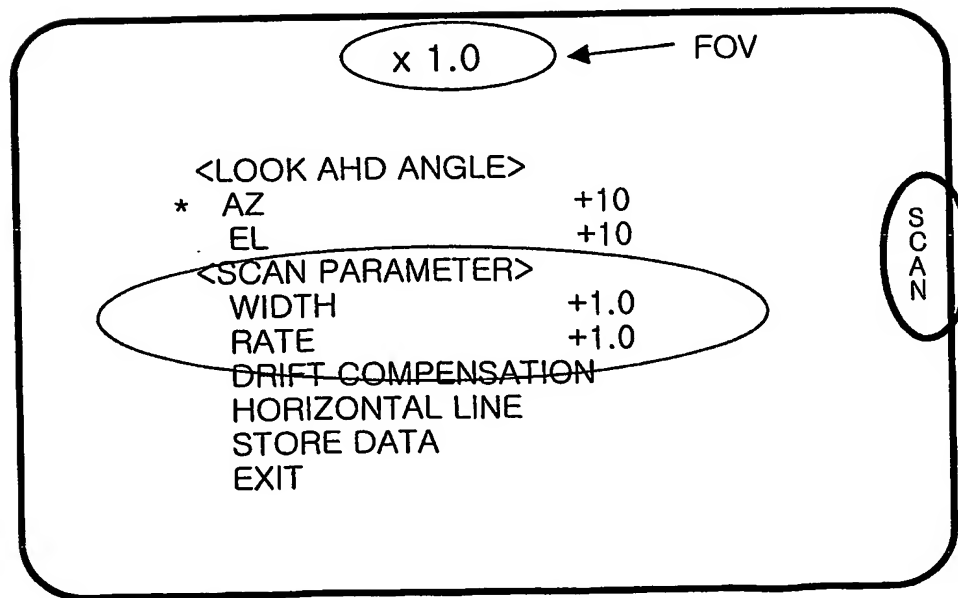 x 1.0
FOV
<LOOK AHD ANGLE>
* AZ +10
EL +10
<SCAN PARAMETER>
WIDTH +1.0
RATE +1.0
DRIFT COMPENSATION
HORIZONTAL LINE
STORE DATA
EXIT
SCAN